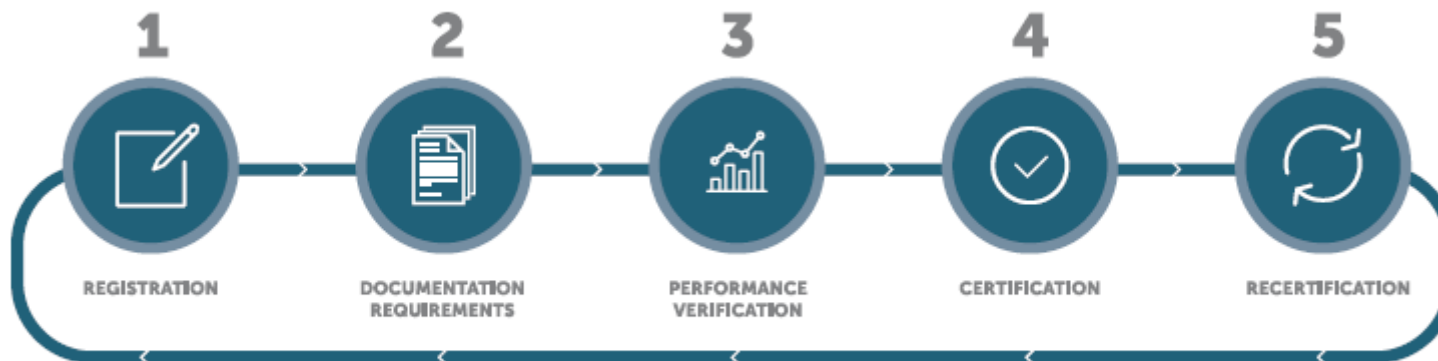 1
2
3
4
5
REGISTRATION
DOCUMENTATION
REQUIREMENTS
PERFORMANCE
VERIFICATION
CERTIFICATION
RECERTIFICATION